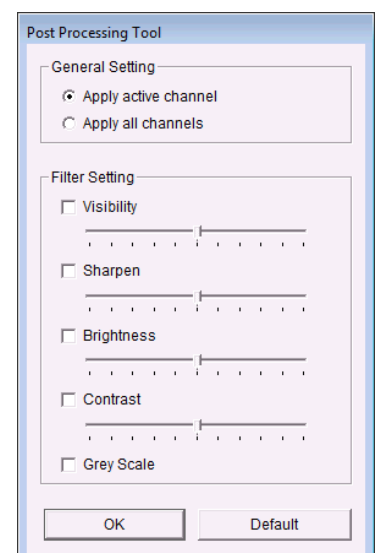 Post Processing Tool
General Setting
Apply active channel
Apply all channels
Filter Setting
Visibility
Sharpen
Brightness
Contrast
Grey Scale
OK Default